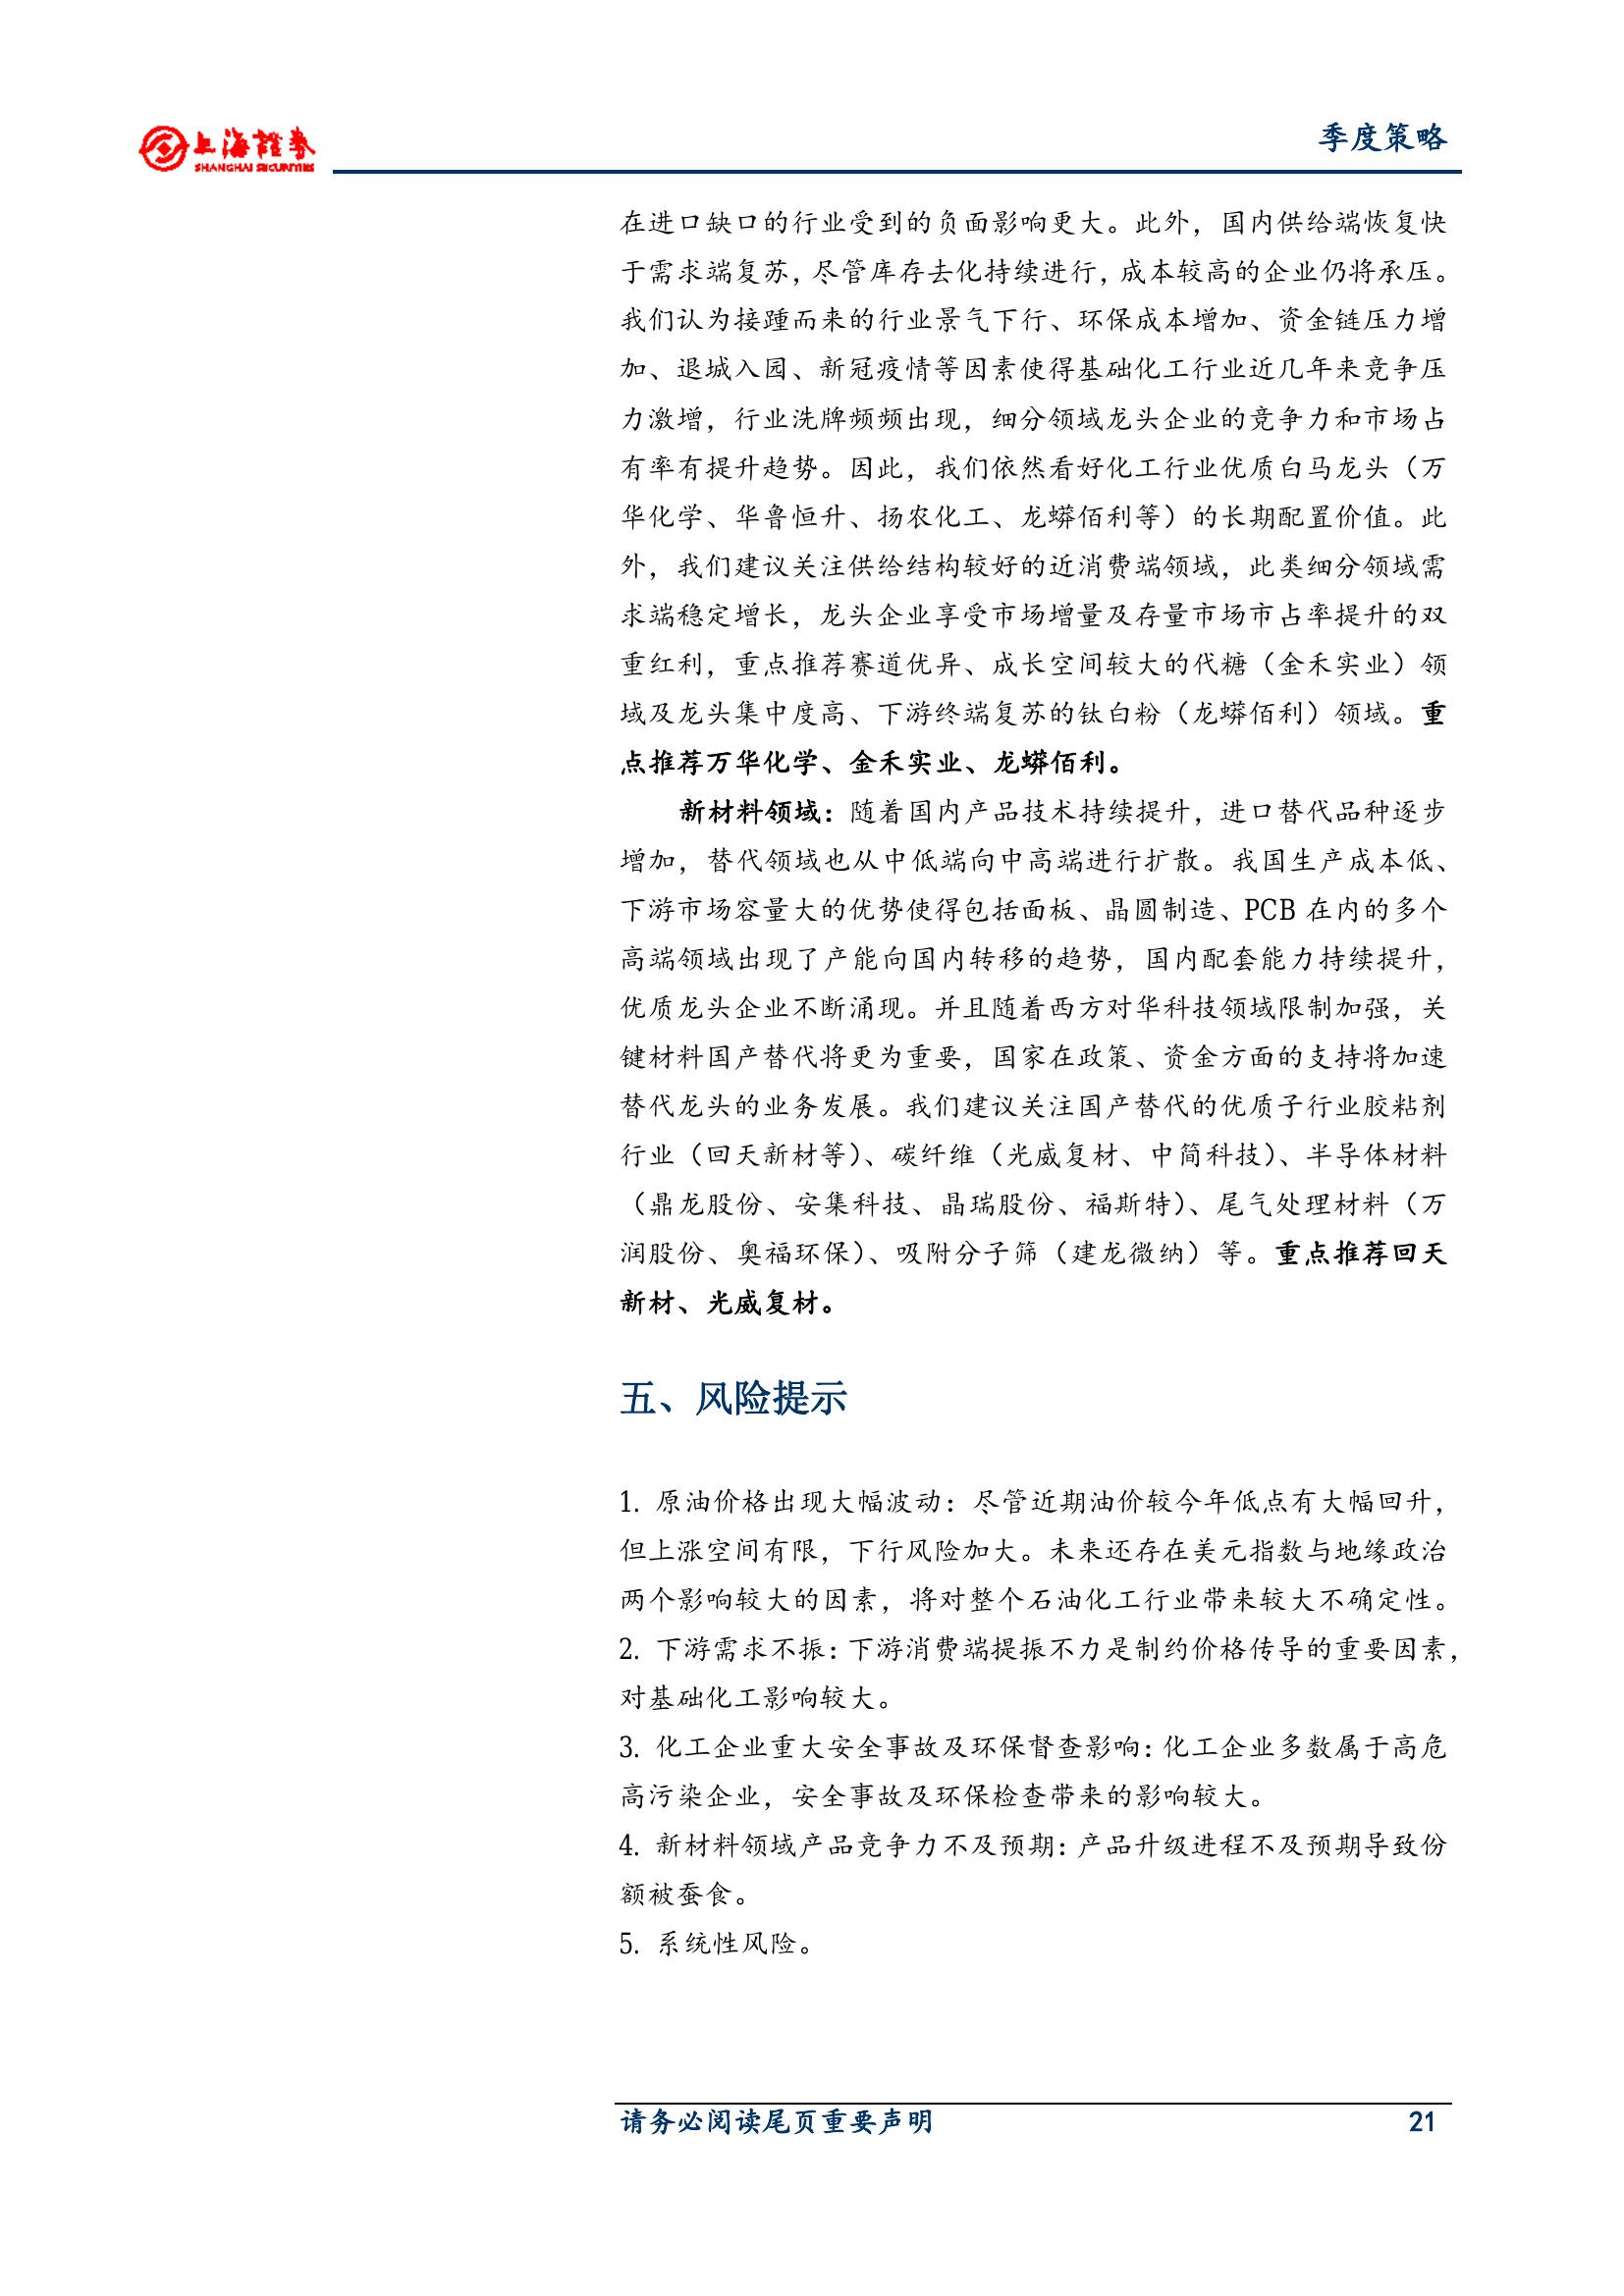 上海證券
SHANGHAI SECURITIES
季度策略
在进口缺口的行业受到的负面影响更大。此外，国内供给端恢复快
于需求端复苏，尽管库存去化持续进行，成本较高的企业仍将承压。
我们认为接踵而来的行业景气下行、环保成本增加、资金链压力增
加、退城入园、新冠疫情等因素使得基础化工行业近几年来竞争压
力激增，行业洗牌频频出现，细分领域龙头企业的竞争力和市场占
有率有提升趋势。因此，我们依然看好化工行业优质白马龙头（万
华化学、华鲁恒升、扬农化工、龙蟒佰利等）的长期配置价值。此
外，我们建议关注供给结构较好的近消费端领域，此类细分领域需
求端稳定增长，龙头企业享受市场增量及存量市场市占率提升的双
重红利，重点推荐赛道优异、成长空间较大的代糖（金禾实业）领
域及龙头集中度高、下游终端复苏的钛白粉（龙蟒佰利）领域。重
点推荐万华化学、金禾实业、龙蟒佰利。
新材料领域：随着国内产品技术持续提升，进口替代品种逐步
增加，替代领域也从中低端向中高端进行扩散。我国生产成本低、
下游市场容量大的优势使得包括面板、晶圆制造、PCB 在内的多个
高端领域出现了产能向国内转移的趋势，国内配套能力持续提升，
优质龙头企业不断涌现。并且随着西方对华科技领域限制加强，关
键材料国产替代将更为重要，国家在政策、资金方面的支持将加速
替代龙头的业务发展。我们建议关注国产替代的优质子行业胶粘剂
行业（回天新材等）、碳纤维（光威复材、中简科技）、半导体材料
（鼎龙股份、安集科技、晶瑞股份、福斯特）、尾气处理材料（万
润股份、奥福环保）、吸附分子筛（建龙微纳）等。重点推荐回天
新材、光威复材。
五、风险提示
1. 原油价格出现大幅波动：尽管近期油价较今年低点有大幅回升，
但上涨空间有限，下行风险加大。未来还存在美元指数与地缘政治
两个影响较大的因素，将对整个石油化工行业带来较大不确定性。
2. 下游需求不振：下游消费端提振不力是制约价格传导的重要因素，
对基础化工影响较大。
3. 化工企业重大安全事故及环保督查影响：化工企业多数属于高危
高污染企业，安全事故及环保检查带来的影响较大。
4. 新材料领域产品竞争力不及预期：产品升级进程不及预期导致份
额被蚕食。
5. 系统性风险。
请务必阅读尾页重要声明
21